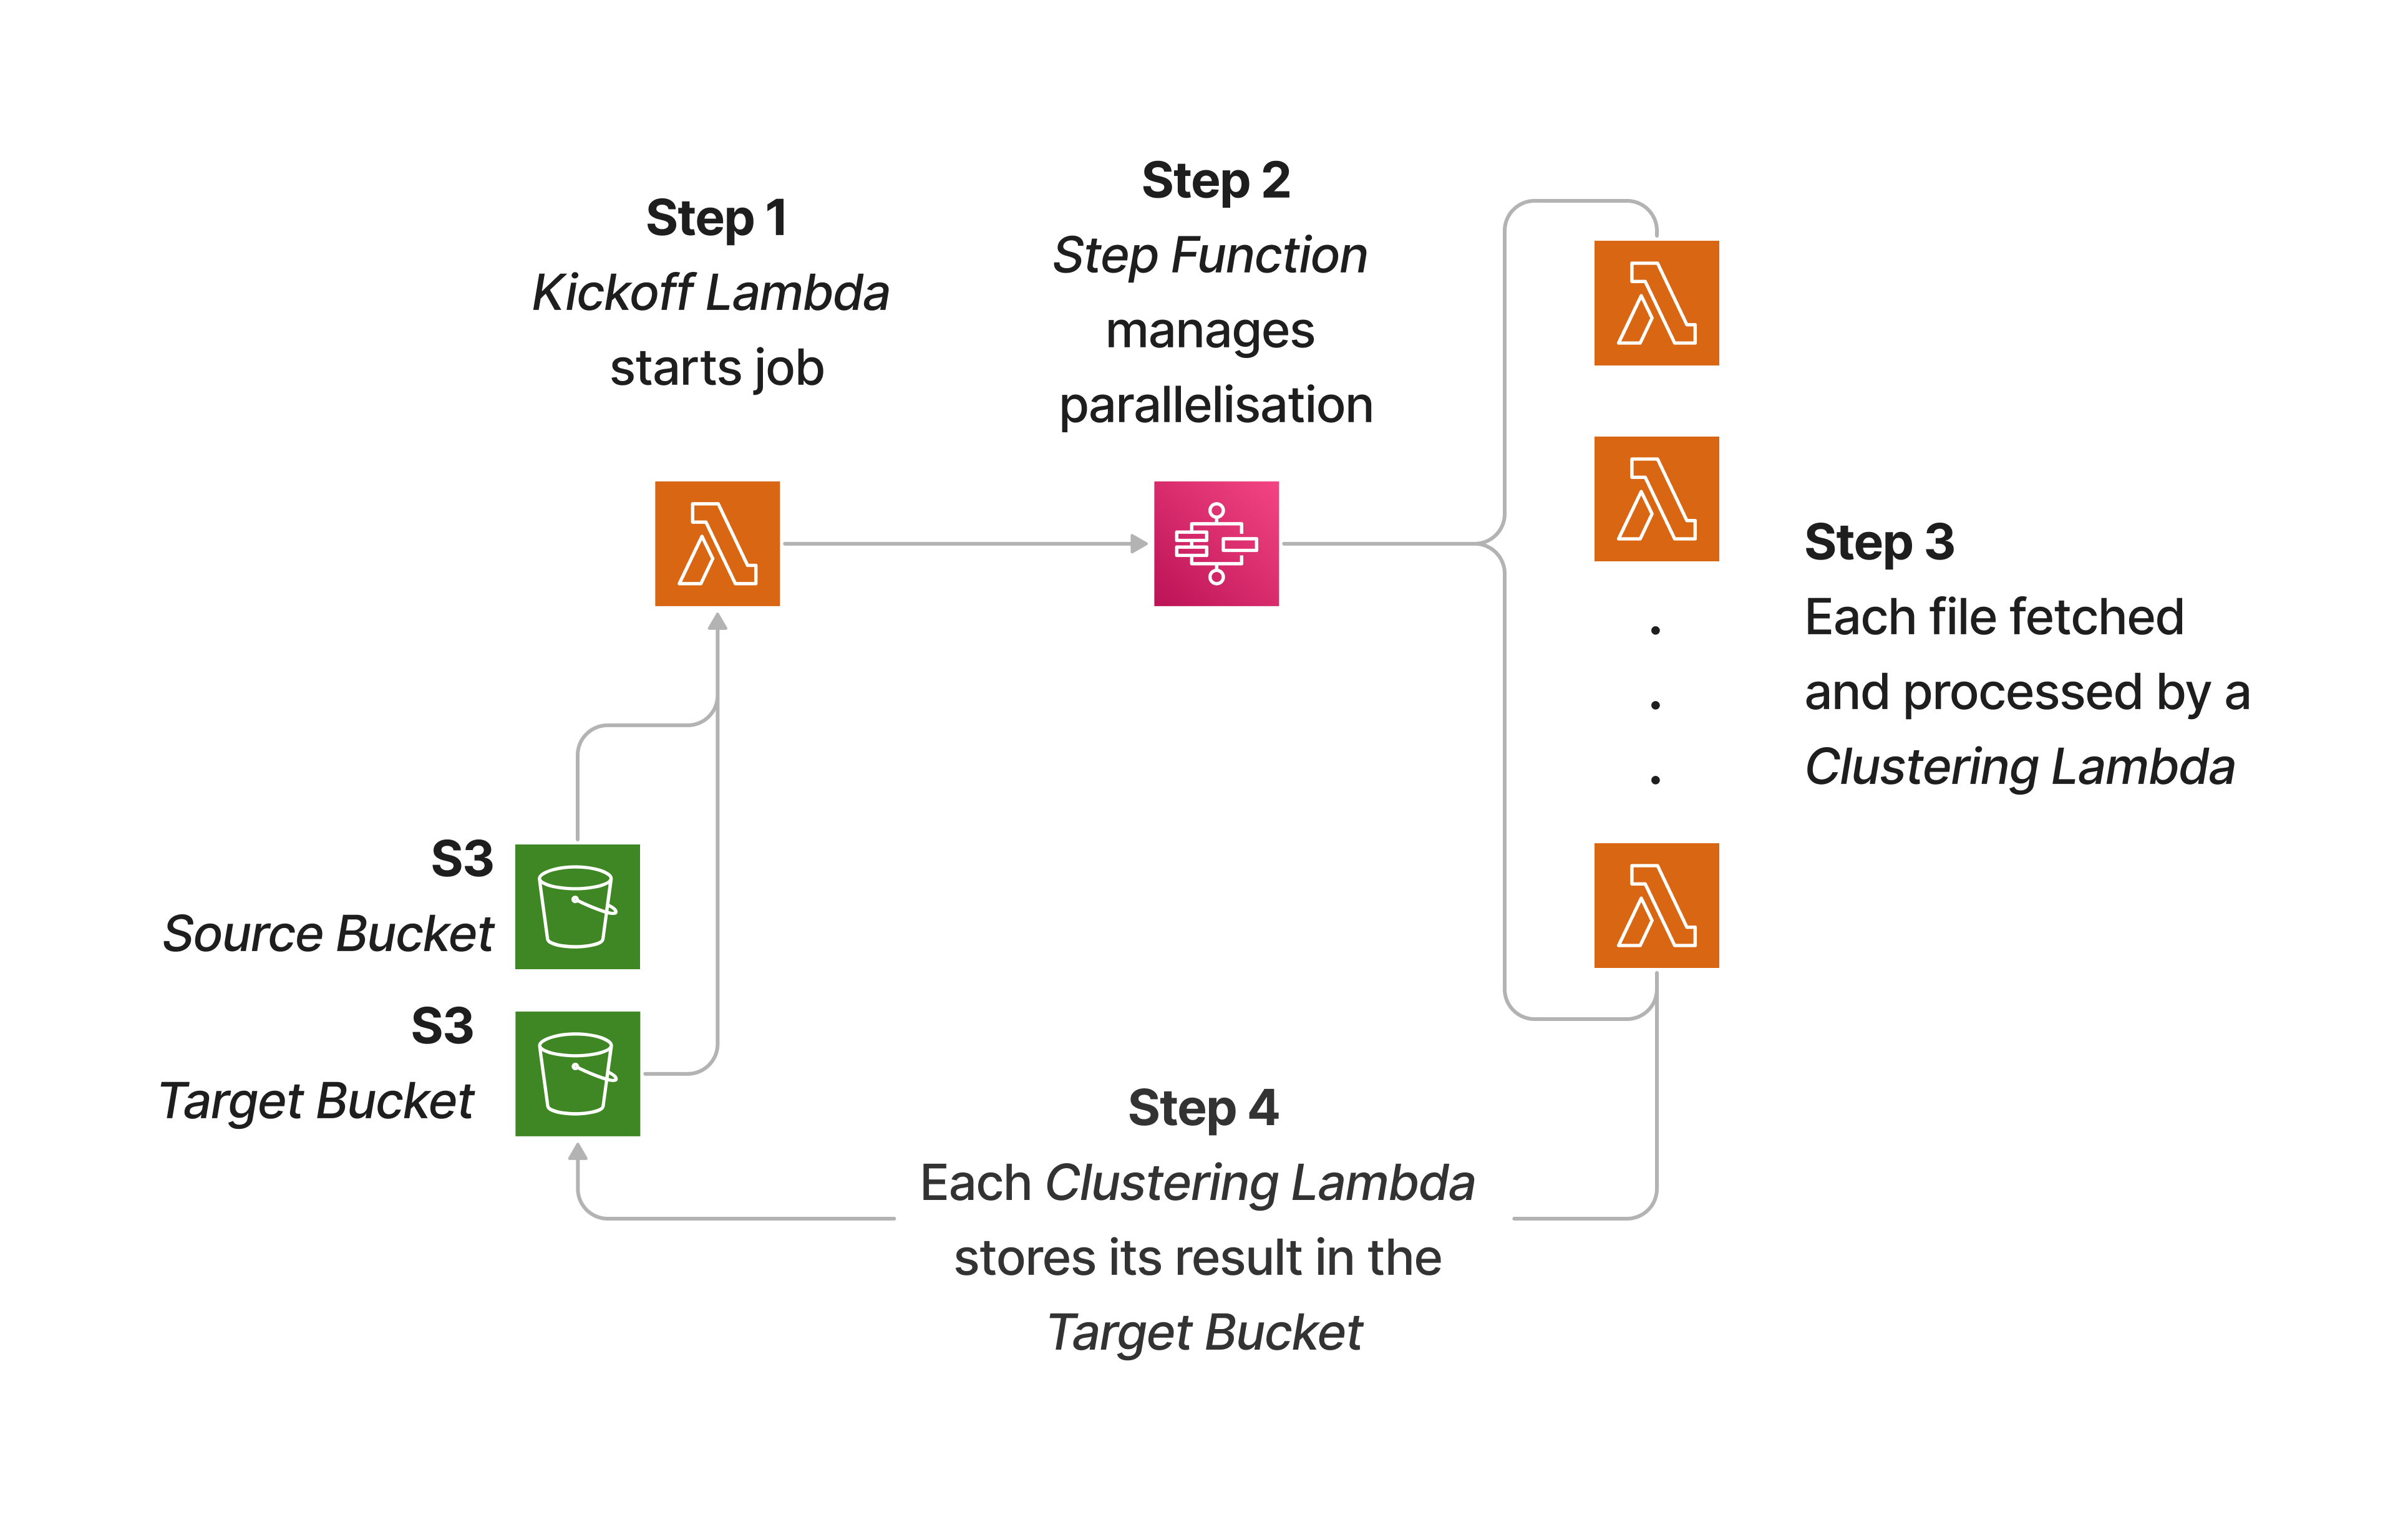 Step 1
Kickoff Lambda
starts job
Step 2
Step Function
manages
parallelisation
Step 3
Each file fetched
and processed by a
Clustering Lambda
S3
Source Bucket
S3
Target Bucket
Step 4
Each Clustering Lambda
stores its result in the
Target Bucket